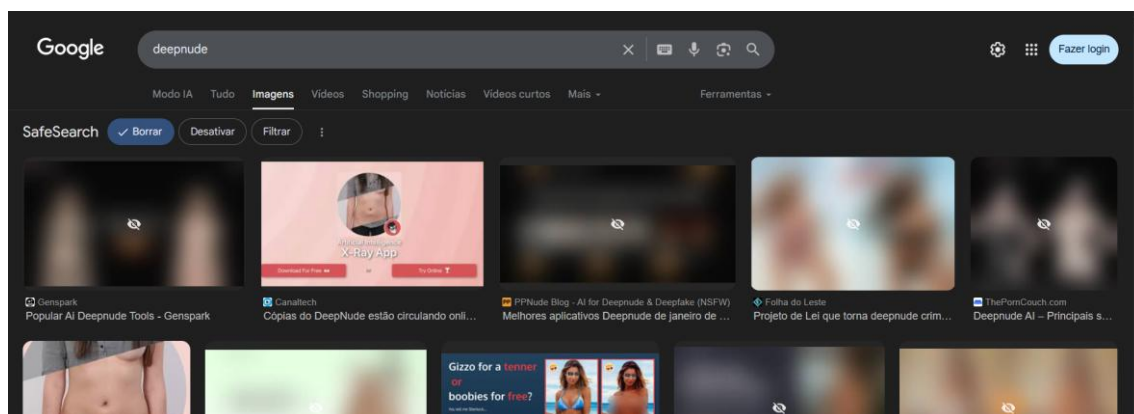 Google
deepnude
Fazer login
Modo IA Tudo Imagens Vídeos Shopping Notícias Vídeos curtos Mais Ferramentas
SafeSearch Borrar Desativar Filtrar
X-Ray App
Download For Free
or
Try Online
Genspark
Popular Ai Deepnude Tools - Genspark
Canaltech
Cópias do DeepNude estão circulando onli...
PPNude Blog - AI for Deepnude & Deepfake (NSFW)
Melhores aplicativos Deepnude de janeiro de ...
Folha do Leste
Projeto de Lei que torna deepnude crim...
ThePornCouch.com
Deepnude AI – Principais s...
Gizzo for a tenner
or
boobies for free?